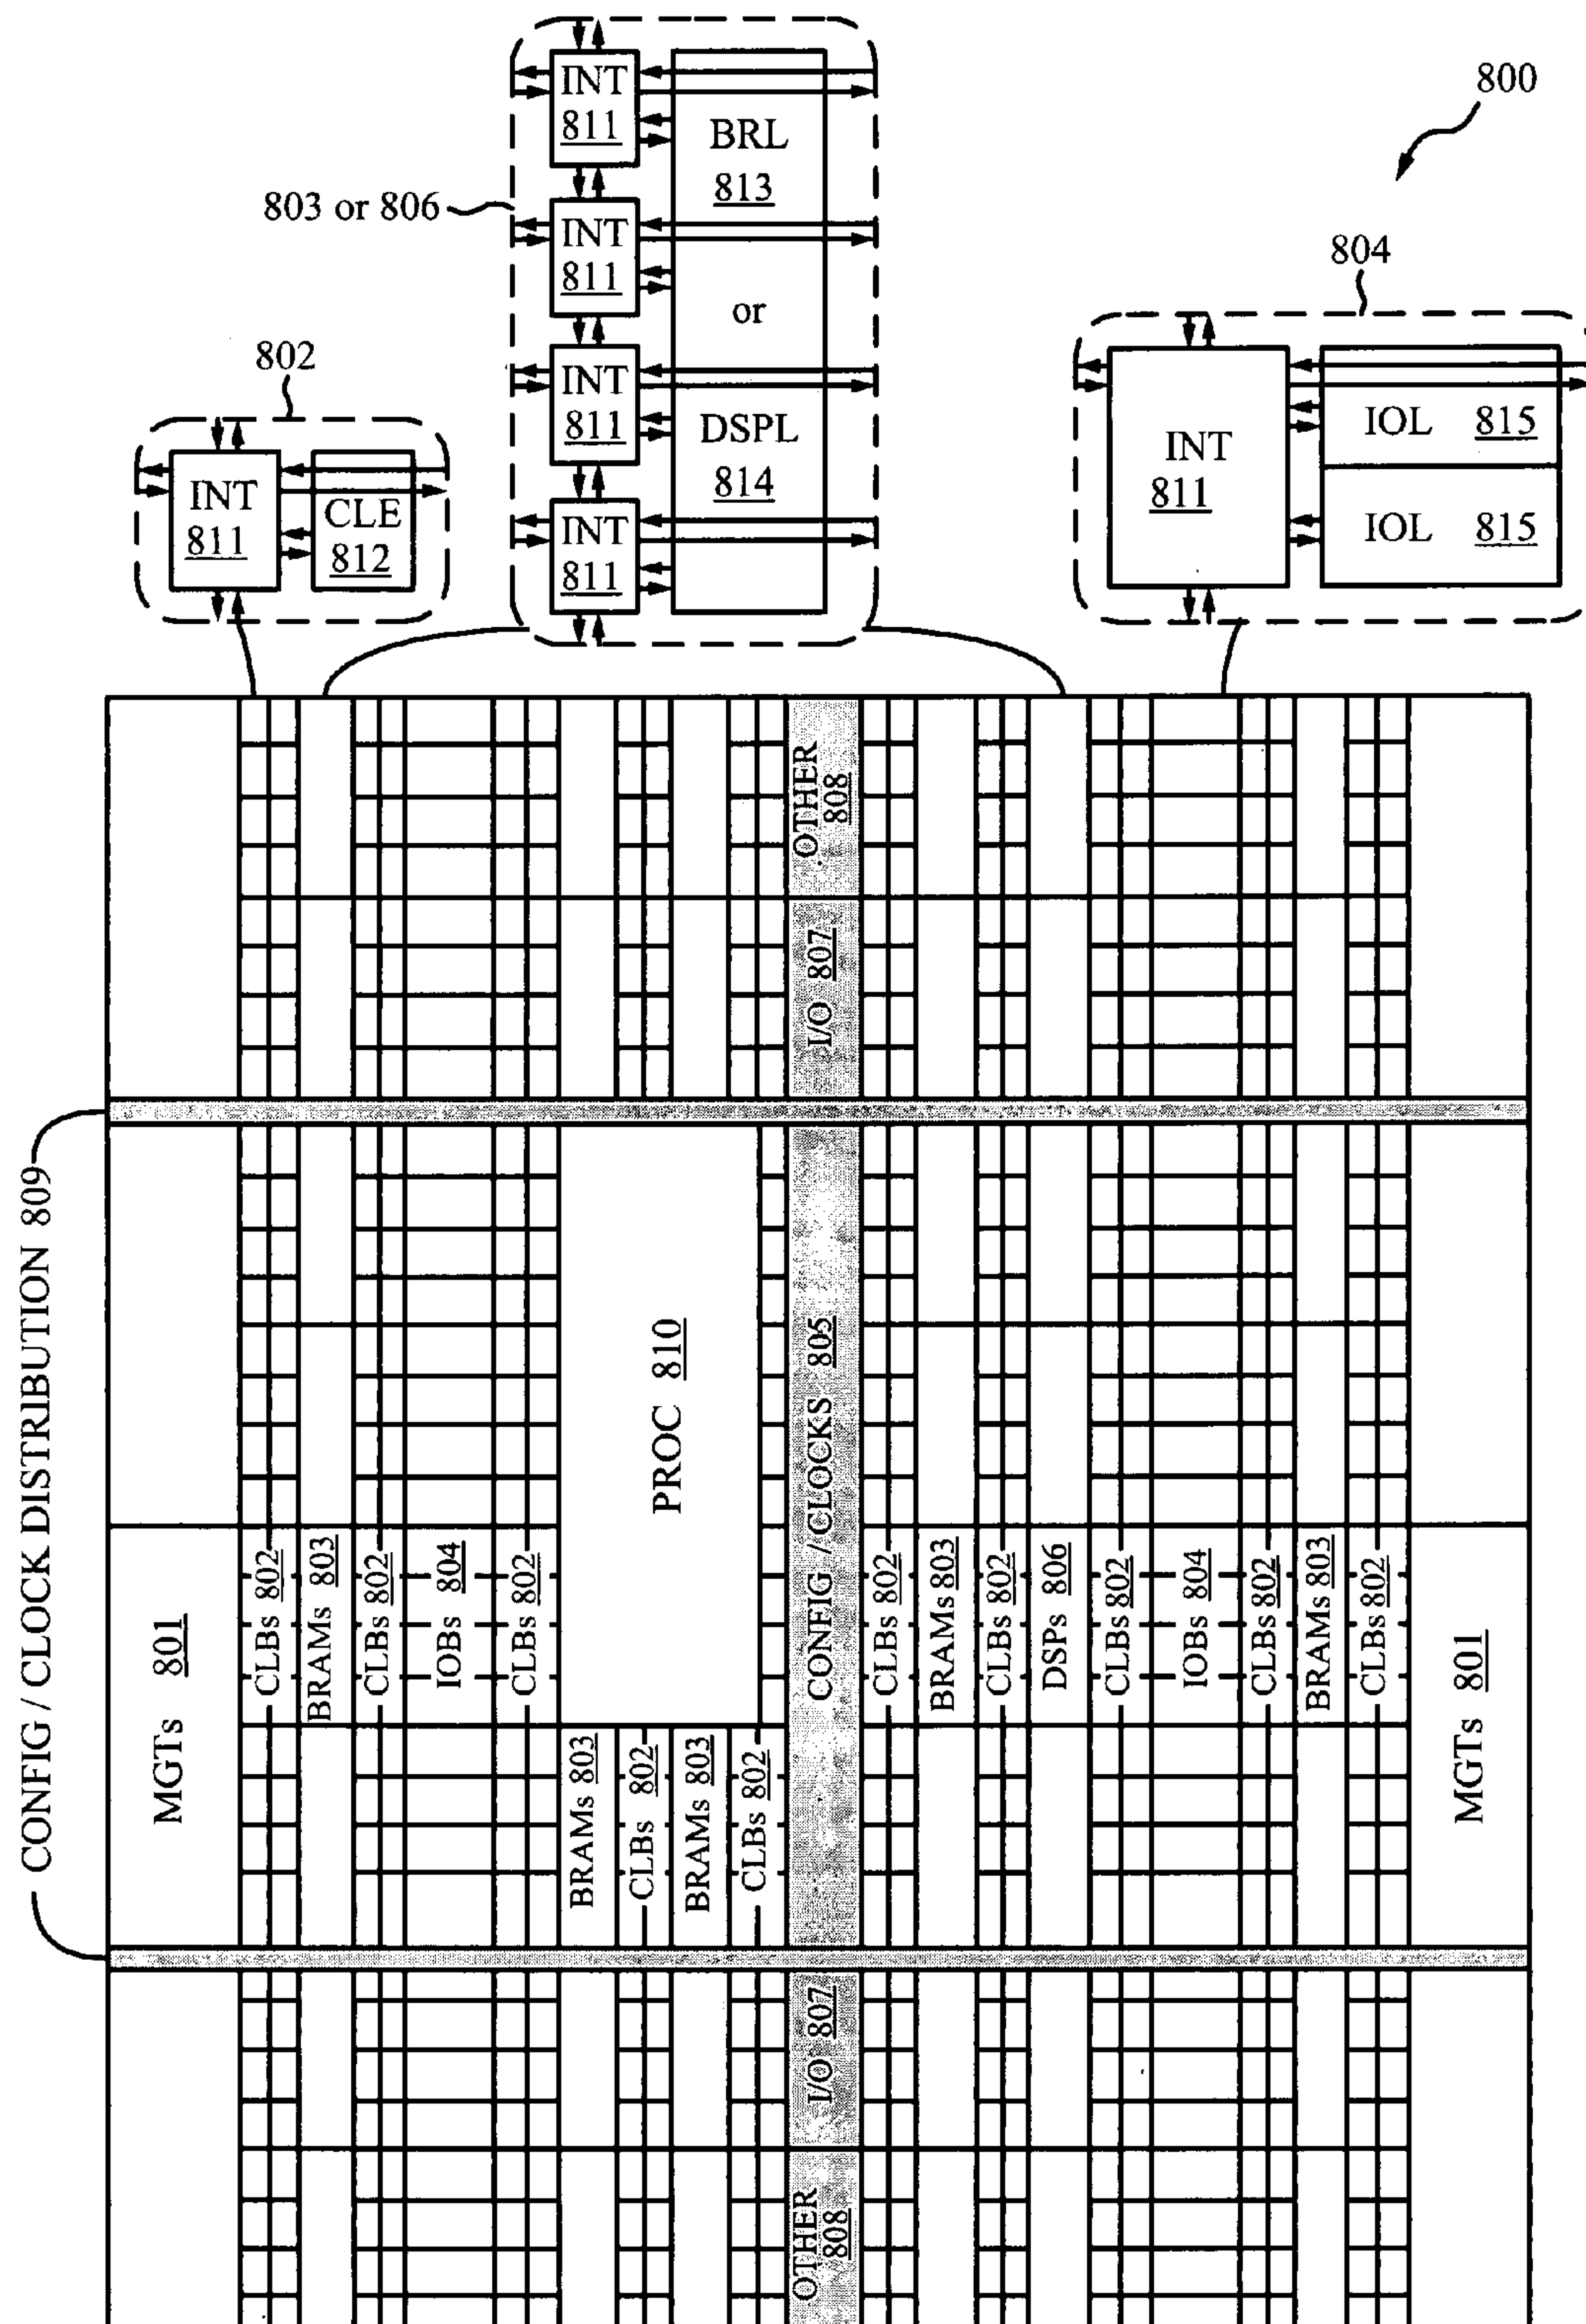 800
INT
811
BRL
813
803 or 806
INT
811
804
or
802
INT
811
DSPL
814
INT
811
IOL 815
IOL 815
INT
811
CLE
812
INT
811
OTHER
808
I/O 807
CONFIG / CLOCK DISTRIBUTION 809
PROC 810
CONFIG / CLOCKS 805
MGTs 801
CLBs 802
BRAMs 803
CLBs 802
IOBs 804
CLBs 802
CLBs 802
BRAMs 803
CLBs 802
DSPs 806
CLBs 802
IOBs 804
CLBs 802
BRAMs 803
CLBs 802
MGTs 801
BRAMs 803
CLBs 802
BRAMs 803
CLBs 802
I/O 807
OTHER
808